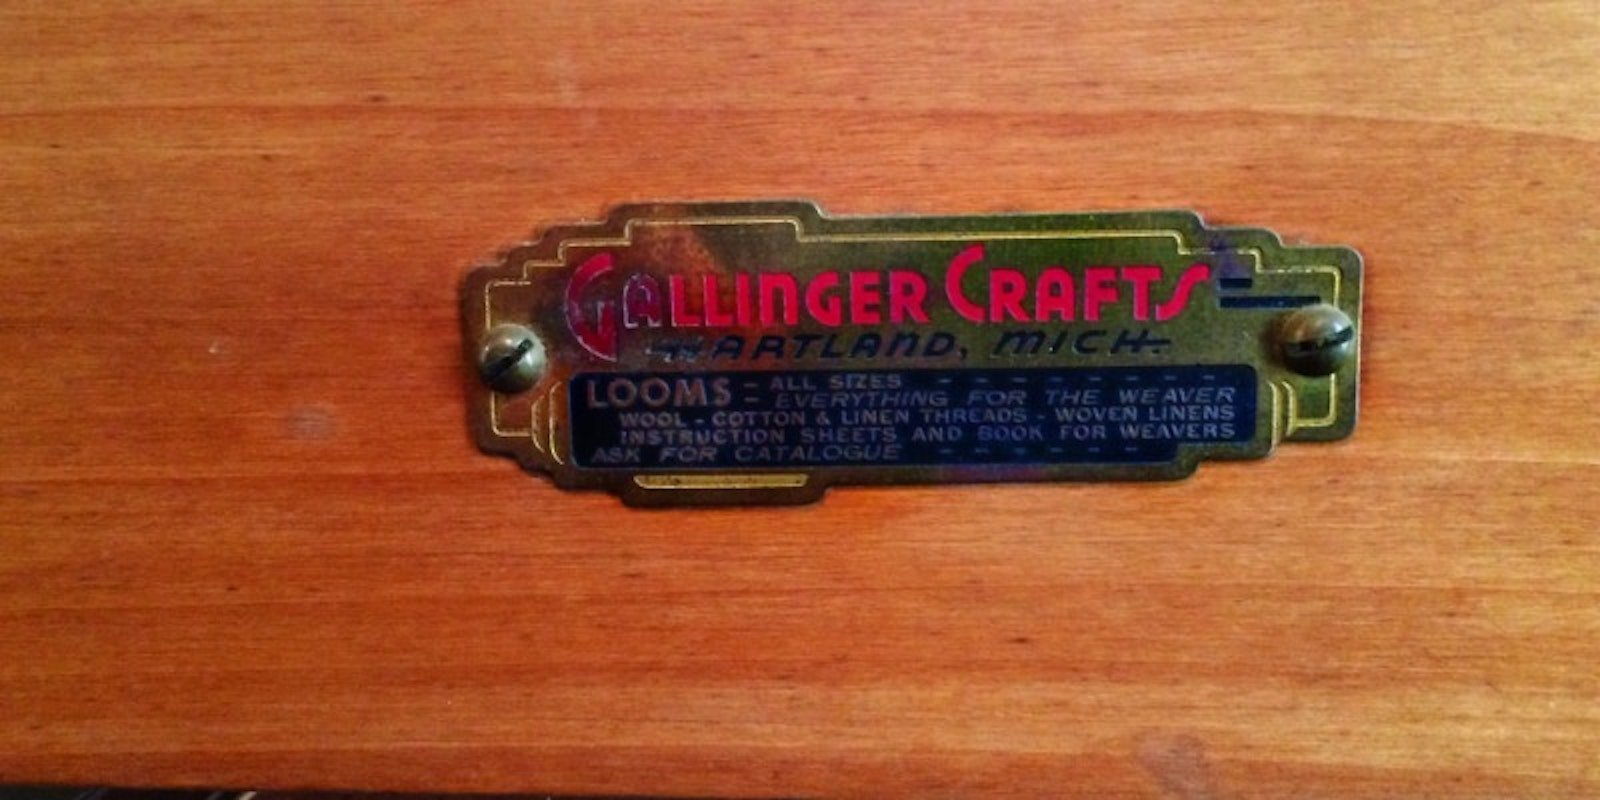 GALLINGER CRAFTS
HARTLAND, MICH.
LOOMS - ALL SIZES - - - - - - - -
- EVERYTHING FOR THE WEAVER
WOOL - COTTON & LINEN THREADS - WOVEN LINENS
INSTRUCTION SHEETS AND BOOK FOR WEAVERS
ASK FOR CATALOGUE - - - - - -